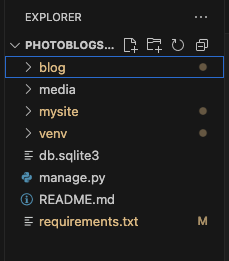 EXPLORER
PHOTOBLOGS...
blog
media
mysite
venv
db.sqlite3
manage.py
README.md
requirements.txt M